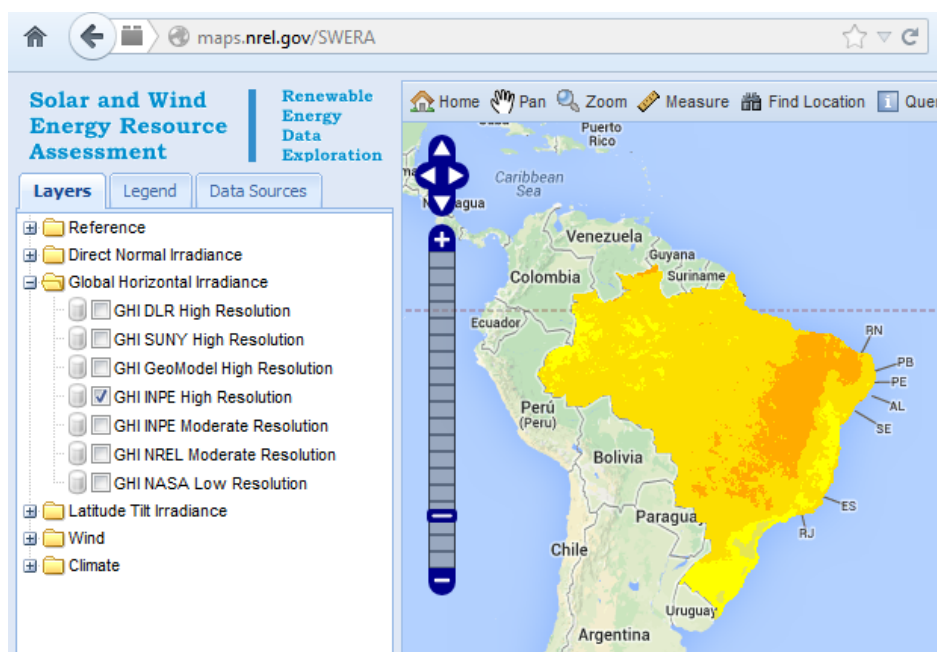 maps.nrel.gov/SWERA
Solar and Wind
Energy Resource
Assessment
Renewable
Energy
Data
Exploration
Home Pan Zoom Measure Find Location Quer
Layers Legend Data Sources
Reference
Direct Normal Irradiance
Global Horizontal Irradiance
GHI DLR High Resolution
GHI SUNY High Resolution
GHI GeoModel High Resolution
GHI INPE High Resolution
GHI INPE Moderate Resolution
GHI NREL Moderate Resolution
GHI NASA Low Resolution
Latitude Tilt Irradiance
Wind
Climate
Puerto
Rico
Caribbean
Sea
agua
Venezuela
Guyana
Suriname
Colombia
Ecuador
RN
PB
PE
AL
SE
Perú
(Peru)
Bolivia
ES
RJ
Paragua
Chile
Uruguay
Argentina